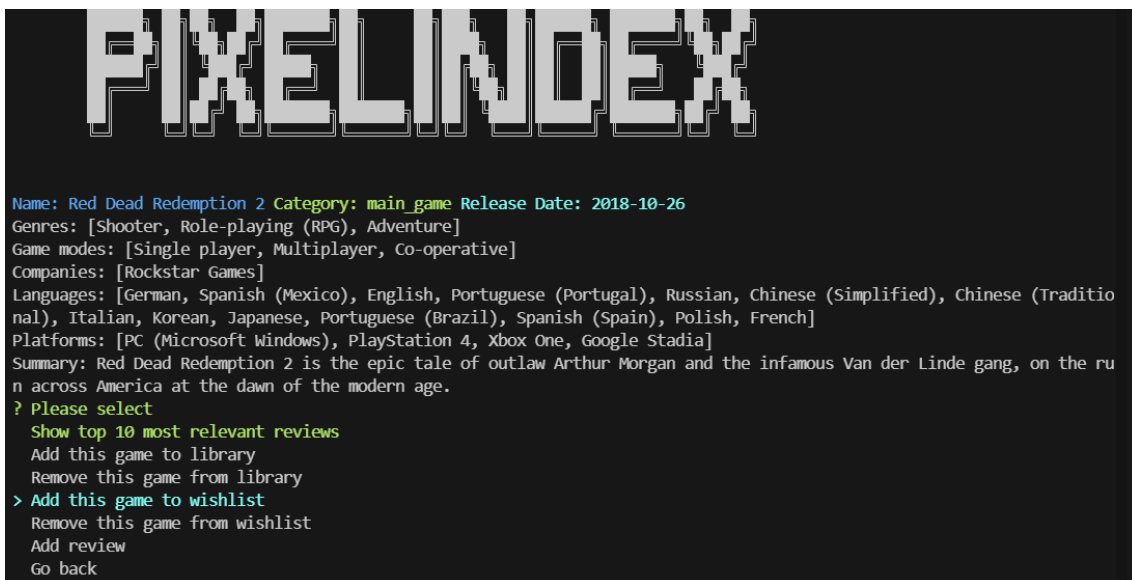 PIXELINDEX
Name: Red Dead Redemption 2 Category: main_game Release Date: 2018-10-26
Genres: [Shooter, Role-playing (RPG), Adventure]
Game modes: [Single player, Multiplayer, Co-operative]
Companies: [Rockstar Games]
Languages: [German, Spanish (Mexico), English, Portuguese (Portugal), Russian, Chinese (Simplified), Chinese (Traditio
nal), Italian, Korean, Japanese, Portuguese (Brazil), Spanish (Spain), Polish, French]
Platforms: [PC (Microsoft Windows), PlayStation 4, Xbox One, Google Stadia]
Summary: Red Dead Redemption 2 is the epic tale of outlaw Arthur Morgan and the infamous Van der Linde gang, on the ru
n across America at the dawn of the modern age.
? Please select
Show top 10 most relevant reviews
Add this game to library
Remove this game from library
> Add this game to wishlist
Remove this game from wishlist
Add review
Go back